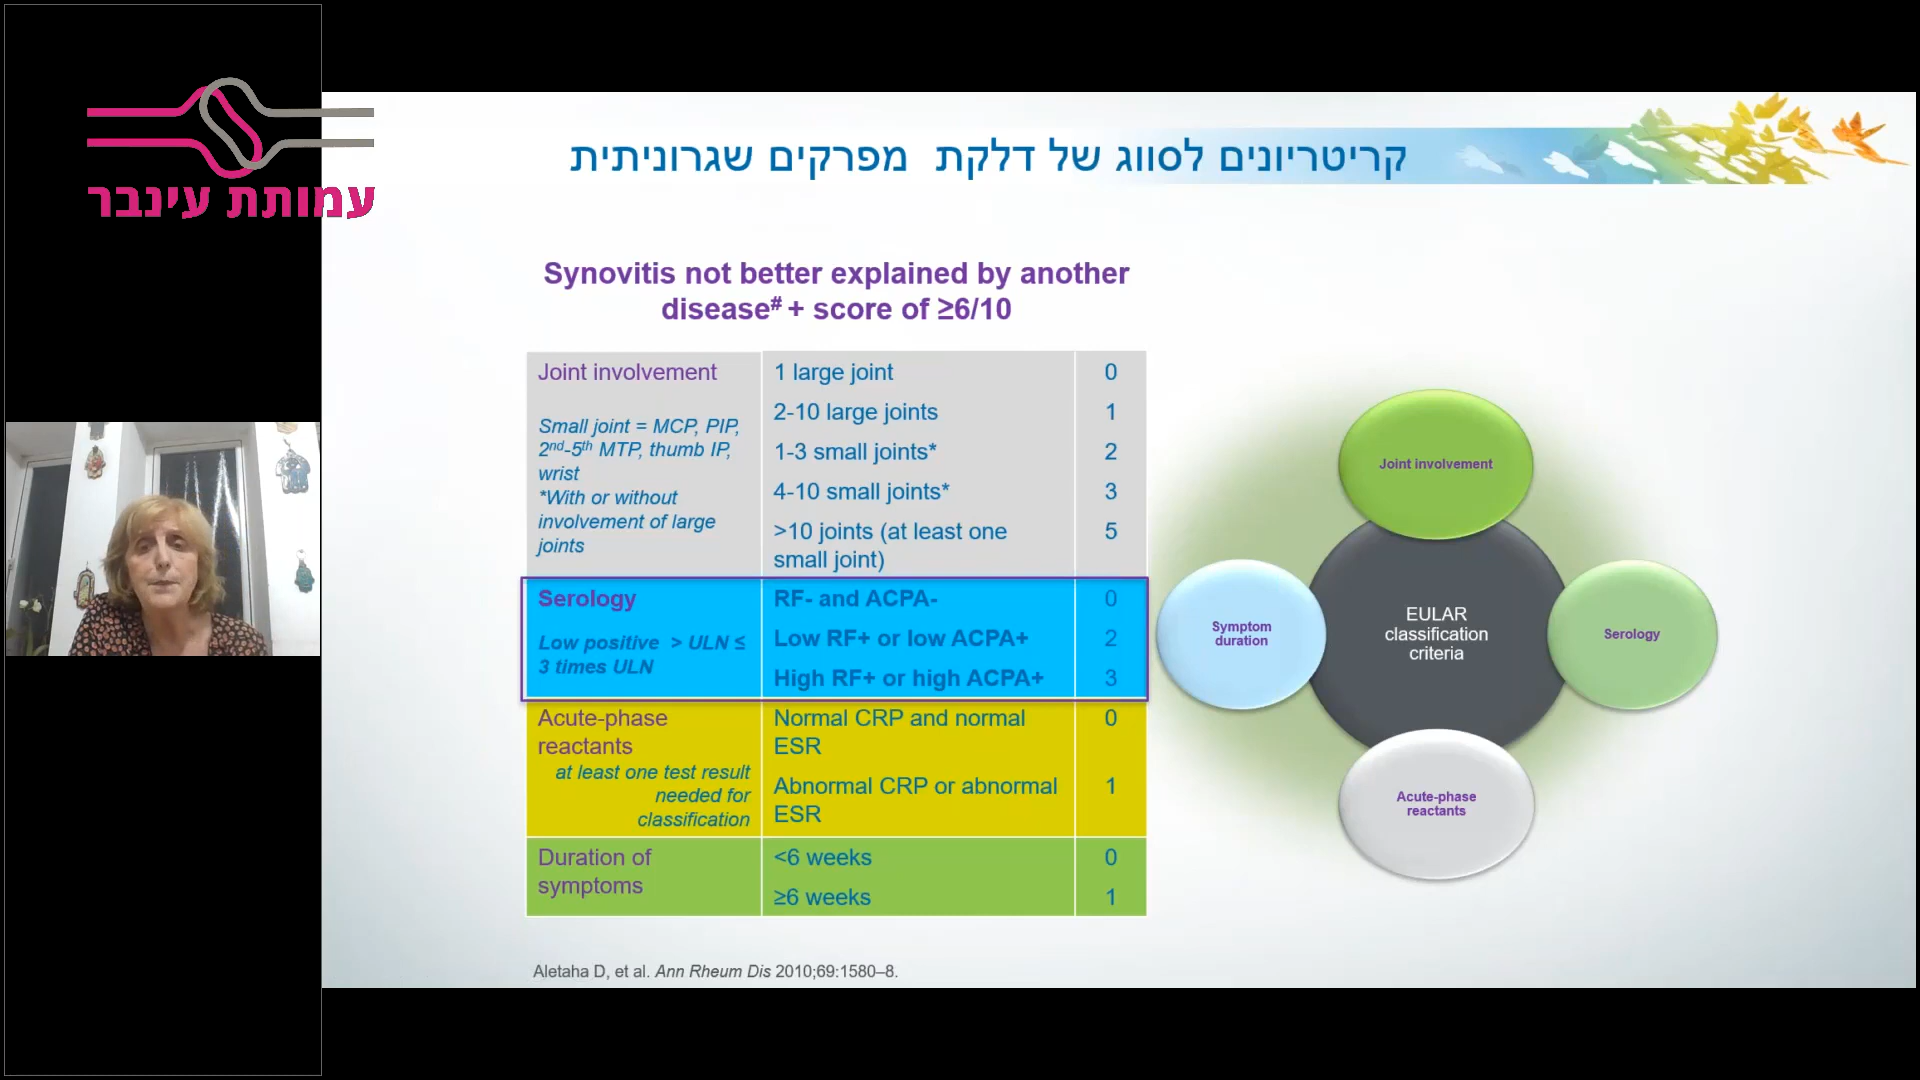 עמותת עינבר
קריטריונים לסווג של דלקת מפרקים שגרוניתית
Synovitis not better explained by another
disease# + score of ≥6/10
Joint involvement
Small joint = MCP, PIP,
2nd-5th MTP, thumb IP,
wrist
*With or without
involvement of large
joints
1 large joint 0
2-10 large joints 1
1-3 small joints* 2
4-10 small joints* 3
>10 joints (at least one 5
small joint)
Serology
Low positive > ULN ≤
3 times ULN
RF- and ACPA- 0
Low RF+ or low ACPA+ 2
High RF+ or high ACPA+ 3
Acute-phase
reactants
at least one test result
needed for
classification
Normal CRP and normal 0
ESR
Abnormal CRP or abnormal 1
ESR
Duration of
symptoms
<6 weeks 0
≥6 weeks 1
Aletaha D, et al. Ann Rheum Dis 2010;69:1580–8.
Joint involvement
Symptom
duration
EULAR
classification
criteria
Serology
Acute-phase
reactants